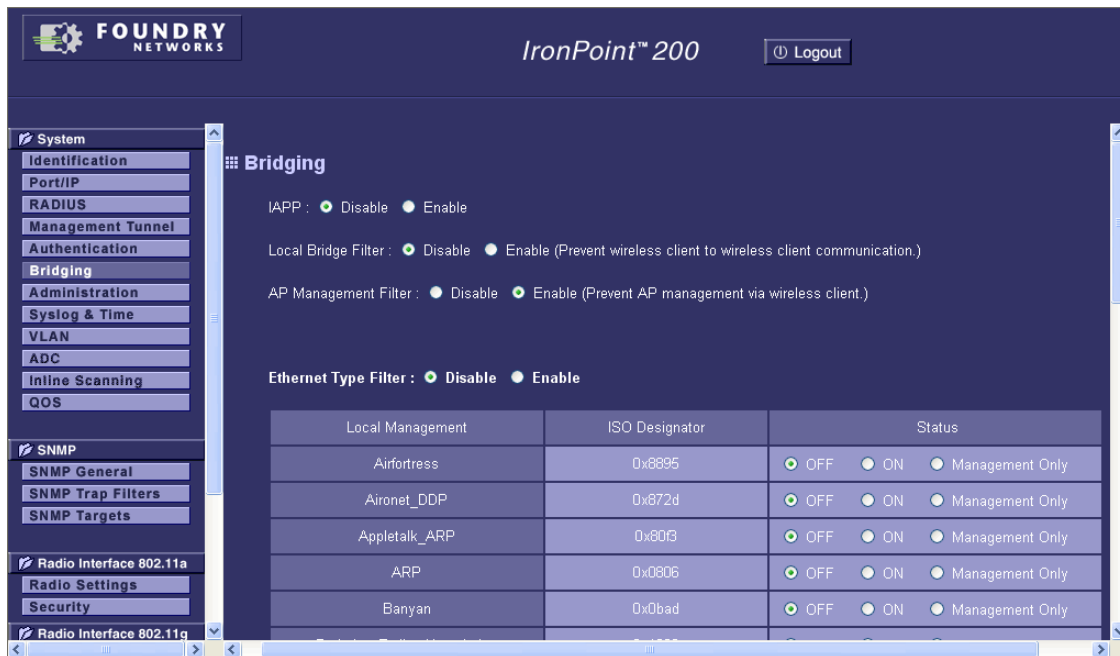 FOUNDRY
NETWORKS
IronPoint™ 200
Logout
System
Identification
Port/IP
RADIUS
Management Tunnel
Authentication
Bridging
Administration
Syslog & Time
VLAN
ADC
Inline Scanning
QOS
SNMP
SNMP General
SNMP Trap Filters
SNMP Targets
Radio Interface 802.11a
Radio Settings
Security
Radio Interface 802.11g
Bridging
IAPP : Disable Enable
Local Bridge Filter : Disable Enable (Prevent wireless client to wireless client communication.)
AP Management Filter : Disable Enable (Prevent AP management via wireless client.)
Ethernet Type Filter : Disable Enable
Local Management ISO Designator Status
Airfortress 0x8895 OFF ON Management Only
Aironet_DDP 0x872d OFF ON Management Only
Appletalk_ARP 0x80f3 OFF ON Management Only
ARP 0x0806 OFF ON Management Only
Banyan 0x0bad OFF ON Management Only